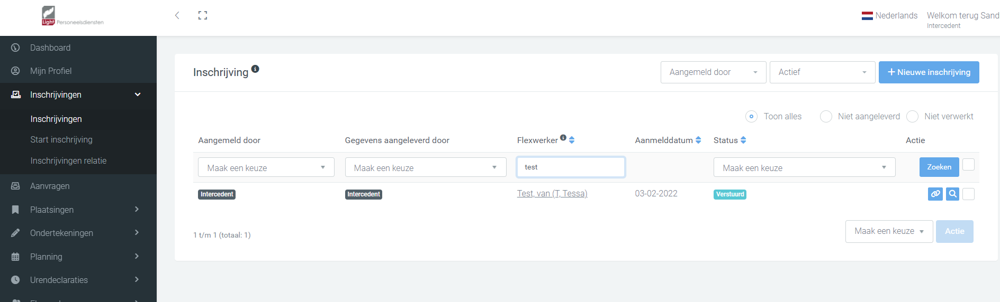 Light Personeelsdiensten
Nederlands
Welkom terug Sand
Intercedent
Dashboard
Mijn Profiel
Inschrijvingen
Inschrijvingen
Start inschrijving
Inschrijvingen relatie
Aanvragen
Plaatsingen
Ondertekeningen
Planning
Urendeclaraties
Inschrijving
Aangemeld door
Actief
+ Nieuwe inschrijving
Toon alles
Niet aangeleverd
Niet verwerkt
Aangemeld door Gegevens aangeleverd door Flexwerker Aanmelddatum Status Actie
Maak een keuze Maak een keuze test Maak een keuze Zoeken
Intercedent Intercedent Test, van (T, Tessa) 03-02-2022 Verstuurd
1 t/m 1 (totaal: 1)
Maak een keuze Actie